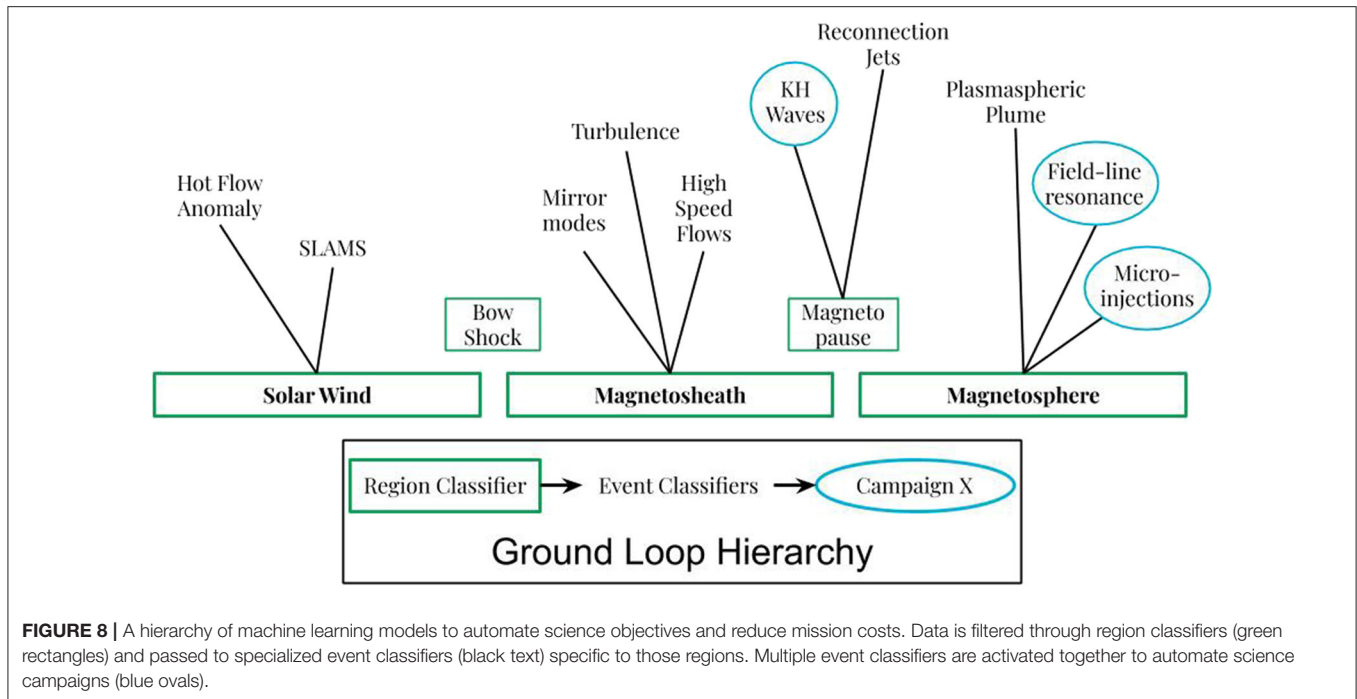 Reconnection
Jets
KH
Waves
Plasmaspheric
Plume
Turbulence
Field-line
resonance
Hot Flow
Anomaly
Mirror
modes
High
Speed
Flows
SLAMS
Micro-
injections
Bow
Shock
Magneto
pause
Solar Wind
Magnetosheath
Magnetosphere
Region Classifier
Event Classifiers
Campaign X
Ground Loop Hierarchy
FIGURE 8 | A hierarchy of machine learning models to automate science objectives and reduce mission costs. Data is filtered through region classifiers (green
rectangles) and passed to specialized event classifiers (black text) specific to those regions. Multiple event classifiers are activated together to automate science
campaigns (blue ovals).